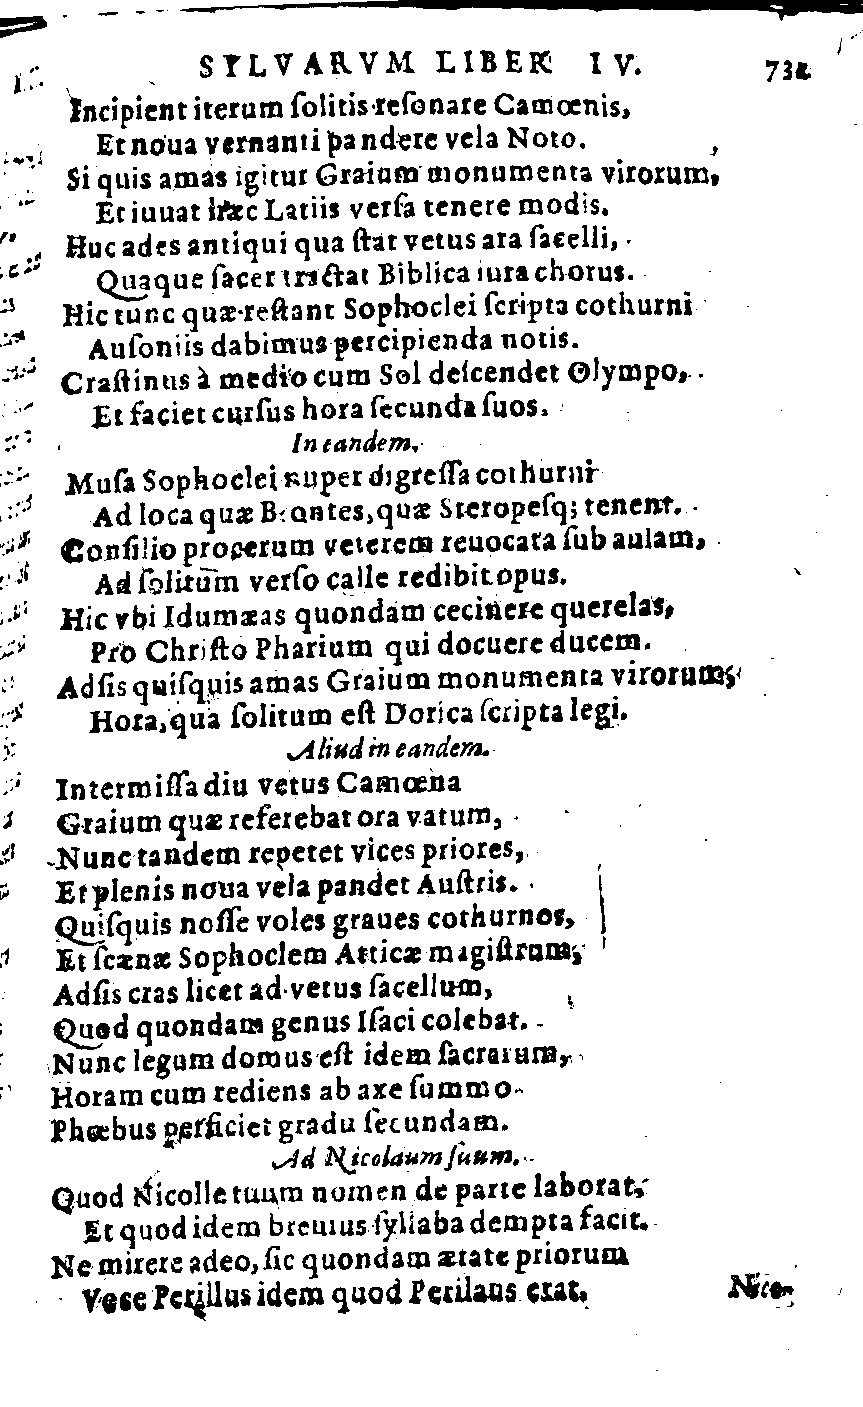 SYLVARVM LIBER IV. 731
Incipient iterum ſolitis reſonare Camœnis,
Et noua vernanti pandere vela Noto.
Si quis amas igitur Graium monumenta virorum,
Et iuuat hæc Latiis verſa tenere modis.
Huc ades antiqui qua ſtat vetus ara ſacelli,
Quaque ſacer tractat Biblica iura chorus.
Hic tunc quæ reſtant Sophoclei ſcripta cothurni
Auſoniis dabimus percipienda notis.
Craſtinus à medio cum Sol deſcendet Olympo,
Et faciet curſus hora ſecunda ſuos.
In eandem.
Muſa Sophoclei nuper digreſſa cothurni
Ad loca quæ Brontes, quæ Steropeſq; tenent.
Conſilio procerum veterem reuocata ſub aulam,
Ad ſolitum verſo calle redibit opus.
Hic vbi Idumæas quondam cecinere querelas,
Pro Chriſto Pharium qui docuere ducem.
Adſis quiſquis amas Graium monumenta virorum,
Hora, qua ſolitum eſt Dorica ſcripta legi.
Aliud in eandem.
Intermiſſa diu vetus Camœna
Graium quæ referebat ora vatum,
Nunc tandem repetet vices priores,
Et plenis noua vela pandet Auſtris.
Quiſquis noſſe voles graues cothurnos,
Et ſcænæ Sophoclem Atticæ magiſtrum,
Adſis cras licet ad vetus ſacellum,
Quod quondam genus Iſaci colebat.
Nunc legum domus eſt idem ſacrarum,
Horam cum rediens ab axe ſummo
Phœbus perficiet gradu ſecundam.
Ad Nicolaum ſuum.
Quod Nicolle tuum nomen de parte laborat,
Et quod idem breuius ſyllaba dempta facit.
Ne mirere adeo, ſic quondam ætate priorum
Voce Perillus idem quod Perilaus erat.
Nico-